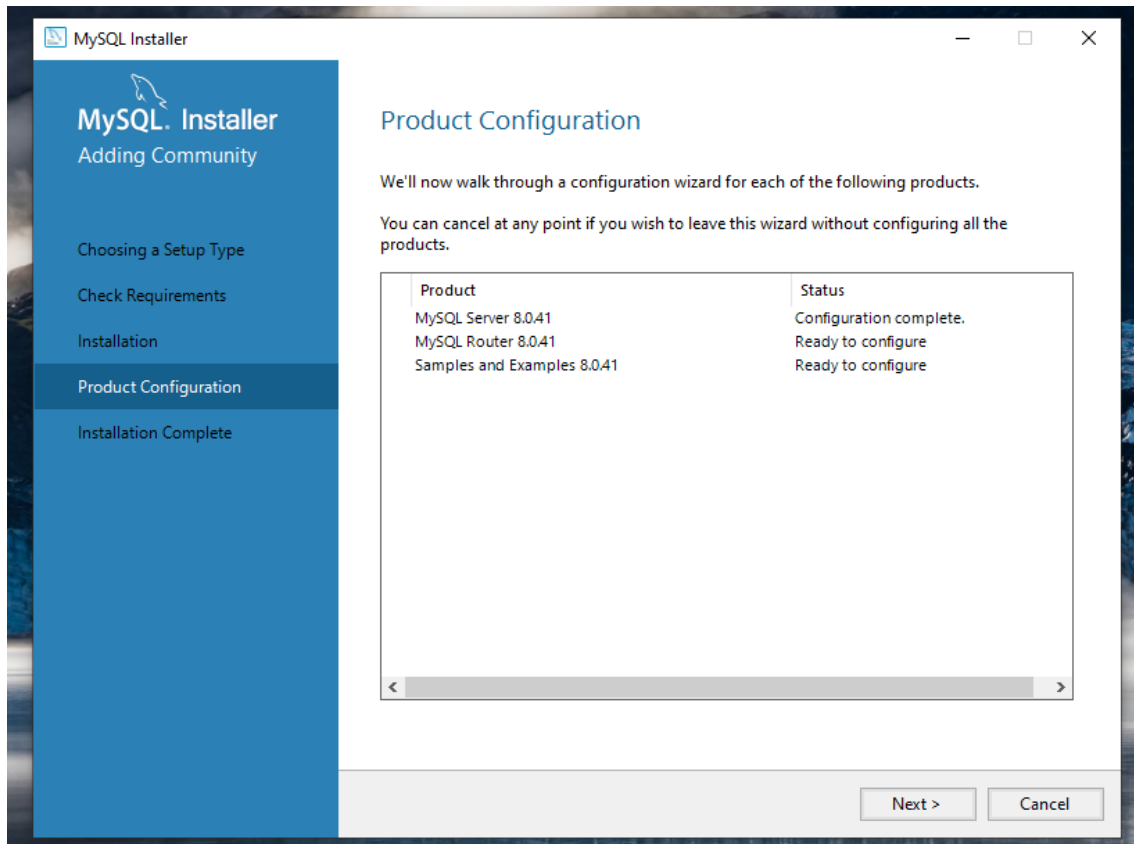 MySQL Installer
MySQL. Installer
Adding Community
Choosing a Setup Type
Check Requirements
Installation
Product Configuration
Installation Complete
Product Configuration
We'll now walk through a configuration wizard for each of the following products.
You can cancel at any point if you wish to leave this wizard without configuring all the
products.
Product Status
MySQL Server 8.0.41 Configuration complete.
MySQL Router 8.0.41 Ready to configure
Samples and Examples 8.0.41 Ready to configure
Next > Cancel